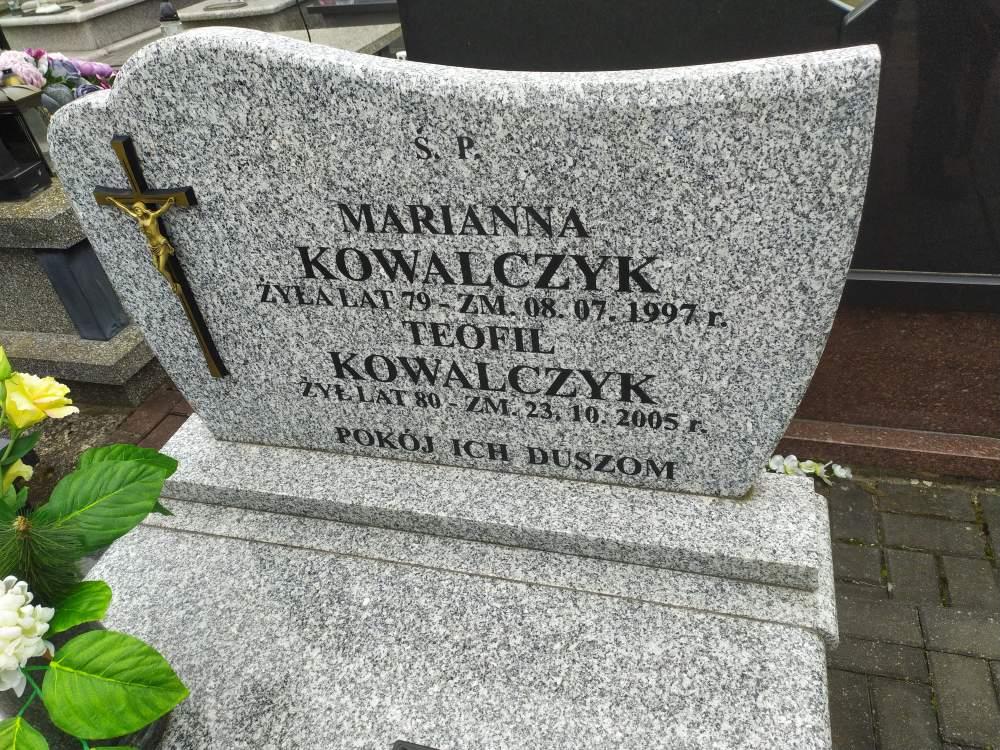 Ś. P.
MARIANNA
KOWALCZYK
ŻYŁA LAT 79 - ZM. 08. 07. 1997 r.
TEOFIL
KOWALCZYK
ŻYŁ LAT 80 - ZM. 23. 10. 2005 r.
POKÓJ ICH DUSZOM